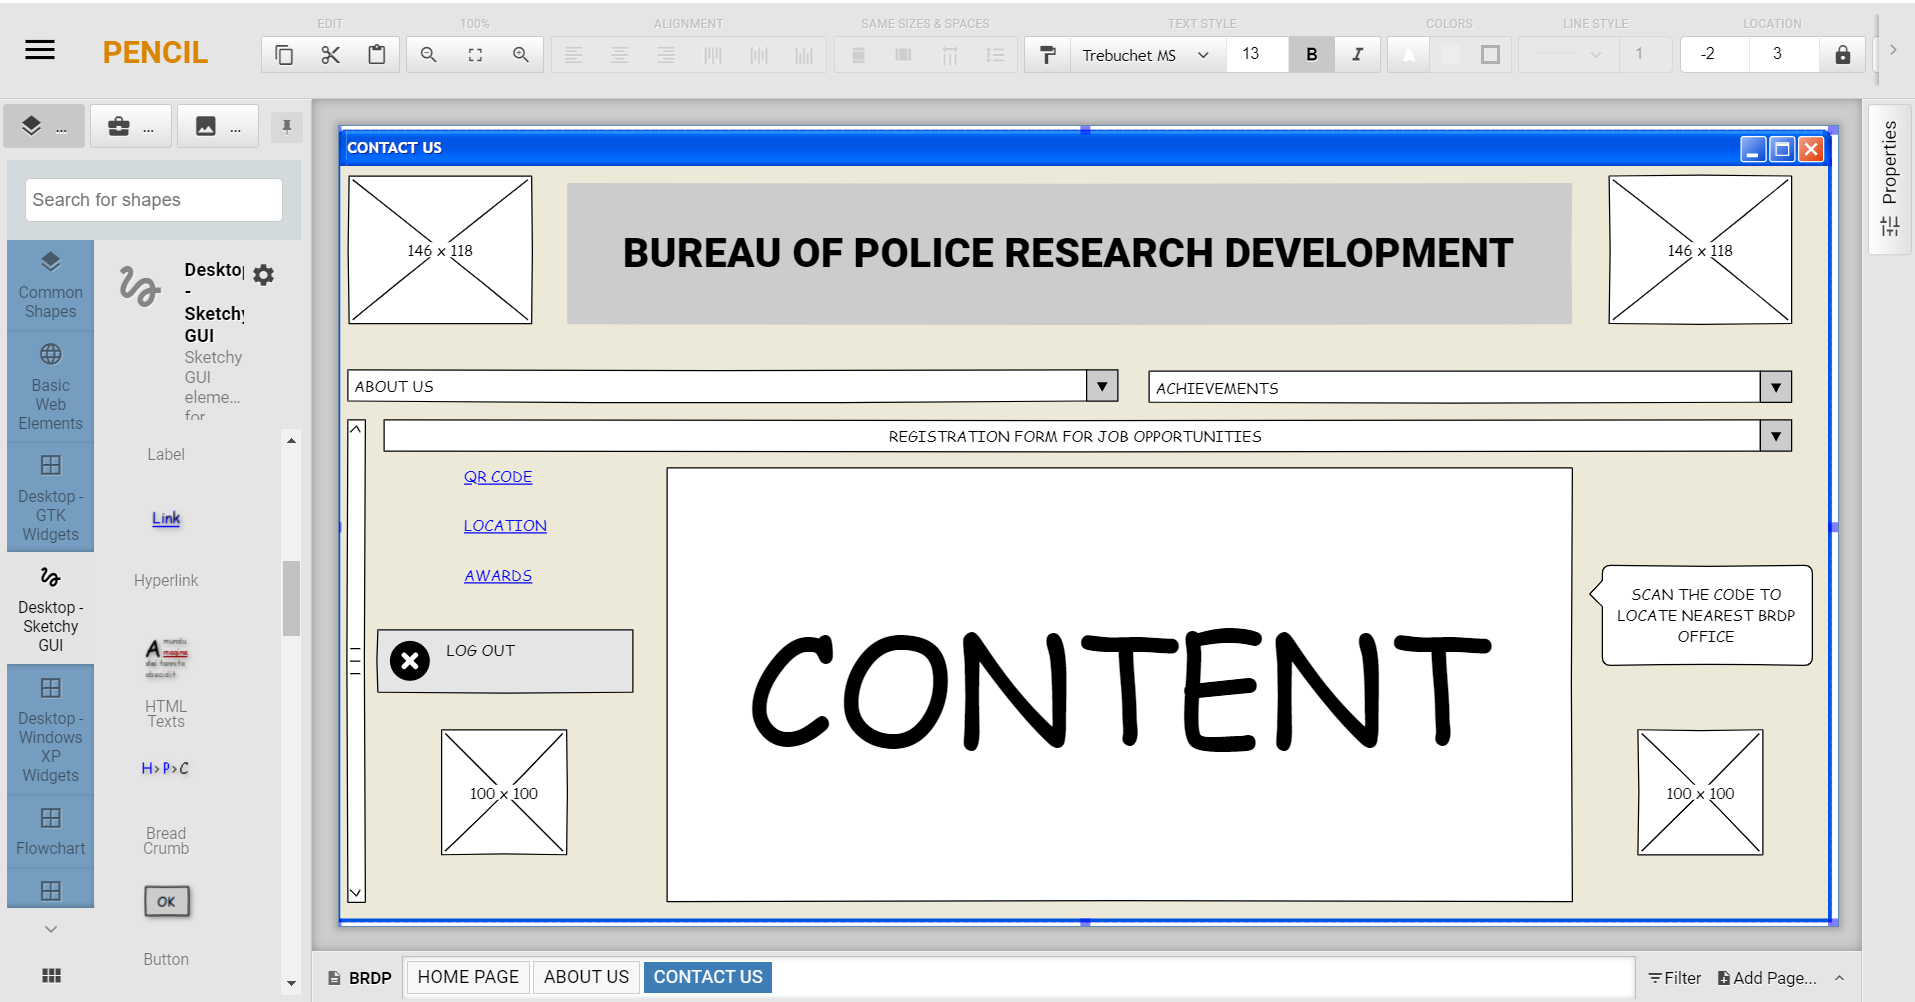 EDIT
100%
ALIGNMENT
SAME SIZES & SPACES
TEXT STYLE
COLORS
LINE STYLE
LOCATION
PENCIL
Trebuchet MS
13
B
I
A
1
-2
3
...
...
...
Search for shapes
Common
Shapes
Basic
Web
Elements
Desktop -
GTK
Widgets
Desktop -
Sketchy
GUI
Desktop -
Windows
XP
Widgets
Flowchart
-
GUI
Sketchy
GUI
eleme...
for
Label
Link
Hyperlink
A
mundu
magine
dei tannito
HTML
Texts
H> P> C
Bread
Crumb
OK
Button
CONTACT US
146 x 118
BUREAU OF POLICE RESEARCH DEVELOPMENT
146 x 118
ABOUT US
ACHIEVEMENTS
REGISTRATION FORM FOR JOB OPPORTUNITIES
QR CODE
LOCATION
AWARDS
LOG OUT
100 x 100
CONTENT
SCAN THE CODE TO
LOCATE NEAREST BRDP
OFFICE
100 x 100
Properties
BRDP
HOME PAGE
ABOUT US
CONTACT US
Filter
Add Page...